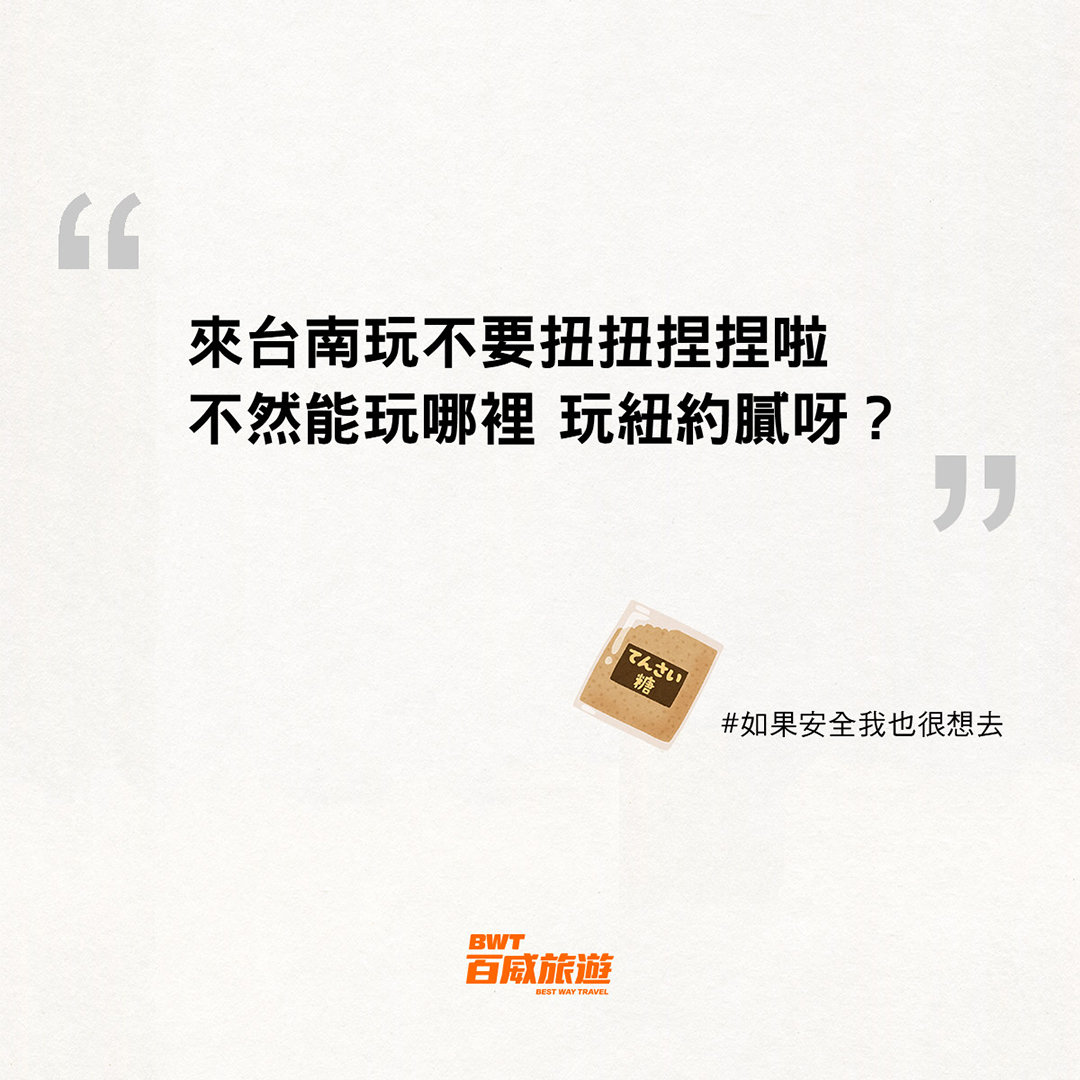 “
來台南玩不要扭扭捏捏啦
不然能玩哪裡 玩紐約膩呀？
”
てんさい
糖
#如果安全我也很想去
BWT
百威旅遊
BEST WAY TRAVEL